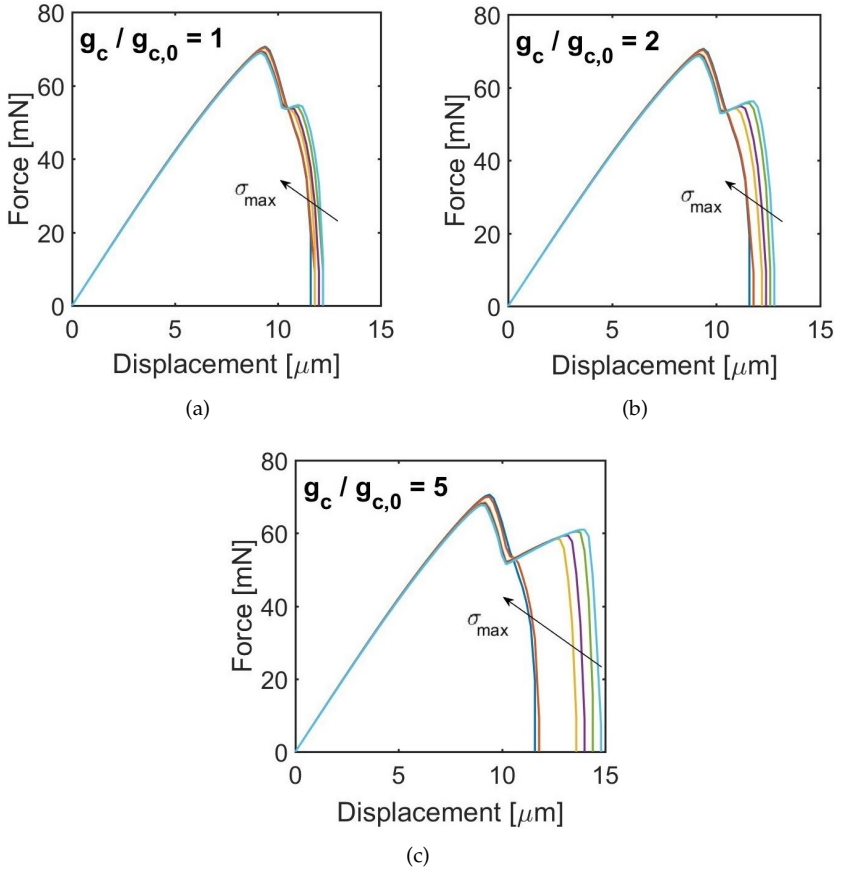 g_c / g_c,0 = 1
80
60
40
20
0
Force [mN]
σ_max
0 5 10 15
Displacement [μm]
(a)
g_c / g_c,0 = 2
80
60
40
20
0
Force [mN]
σ_max
0 5 10 15
Displacement [μm]
(b)
g_c / g_c,0 = 5
80
60
40
20
0
Force [mN]
σ_max
0 5 10 15
Displacement [μm]
(c)